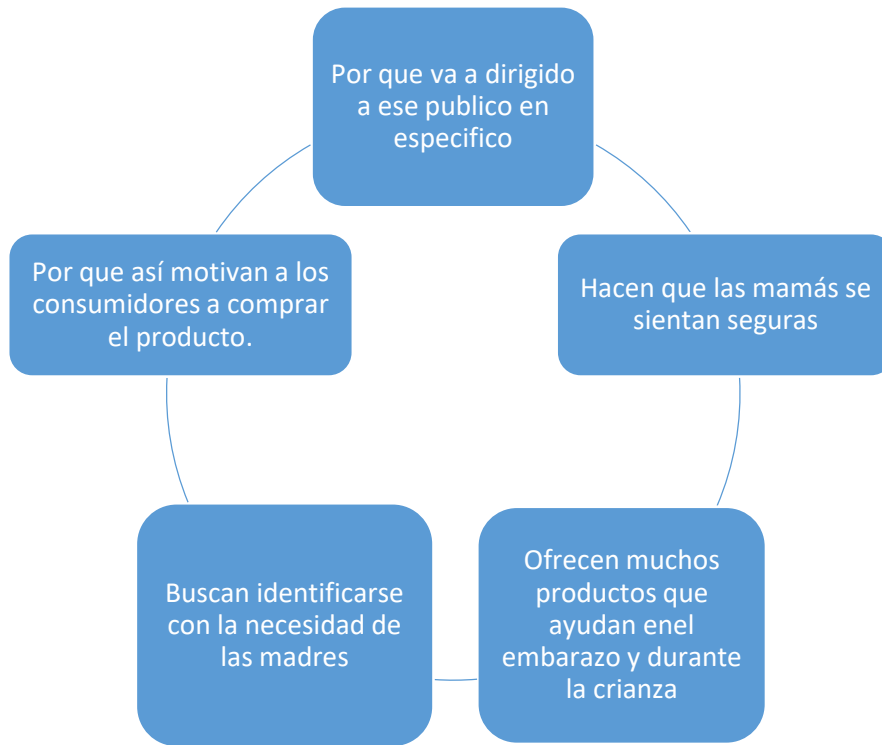 Por que va a dirigido
a ese publico en
especifico
Hacen que las mamás se
sientan seguras
Ofrecen muchos
productos que
ayudan enel
embarazo y durante
la crianza
Buscan identificarse
con la necesidad de
las madres
Por que así motivan a los
consumidores a comprar
el producto.